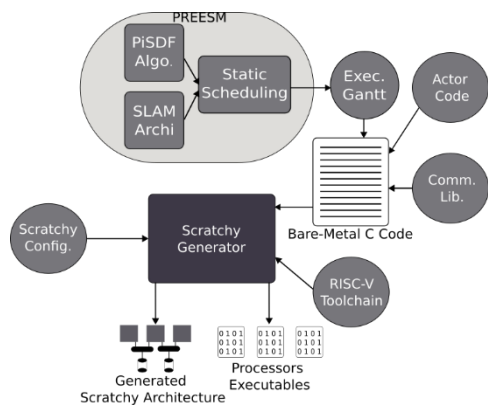 PREESM
PiSDF
Algo.
SLAM
Archi
Static
Scheduling
Exec.
Gantt
Actor
Code
Comm.
Lib.
Bare-Metal C Code
Scratchy
Config.
Scratchy
Generator
RISC-V
Toolchain
0101 0101 0101
0101 0101 0101
0101 0101 0101
Generated
Scratchy Architecture
Processors
Executables